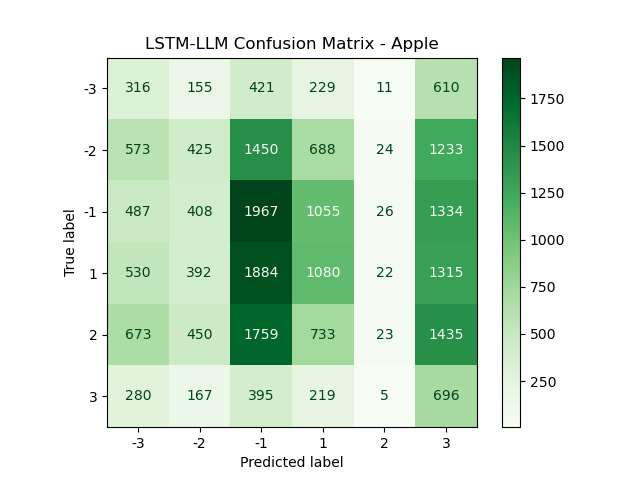 LSTM-LLM Confusion Matrix - Apple
-3 316 155 421 229 11 610
-2 573 425 1450 688 24 1233
-1 487 408 1967 1055 26 1334
1 530 392 1884 1080 22 1315
2 673 450 1759 733 23 1435
3 280 167 395 219 5 696
-3 -2 -1 1 2 3
Predicted label
True label
1750
1500
1250
1000
750
500
250